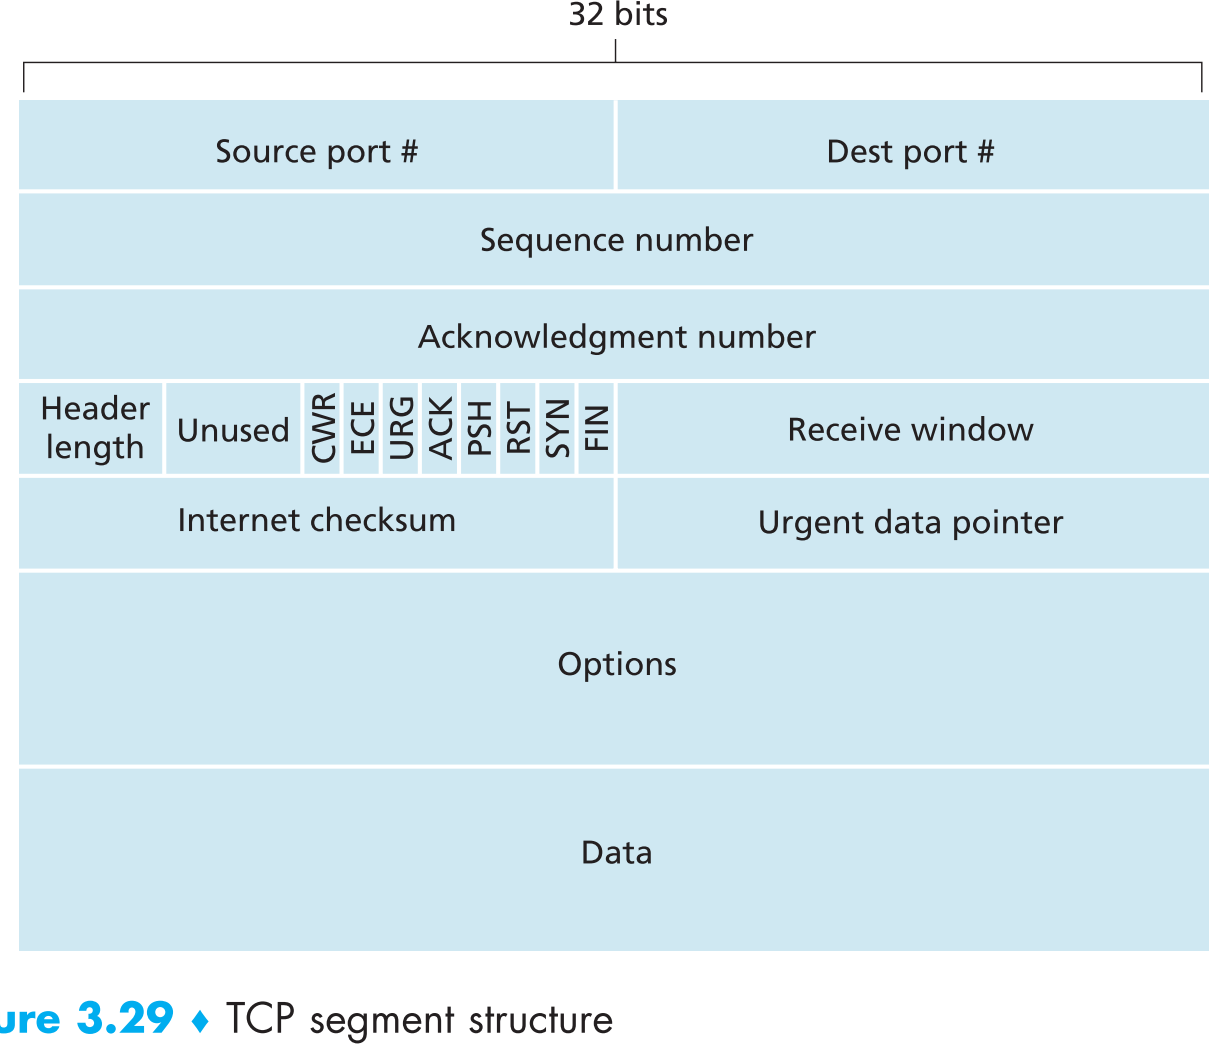 32 bits
Source port #
Dest port #
Sequence number
Acknowledgment number
Header
length
Unused
CWR
ECE
URG
ACK
PSH
RST
SYN
FIN
Receive window
Internet checksum
Urgent data pointer
Options
Data
ure 3.29 ♦ TCP segment structure